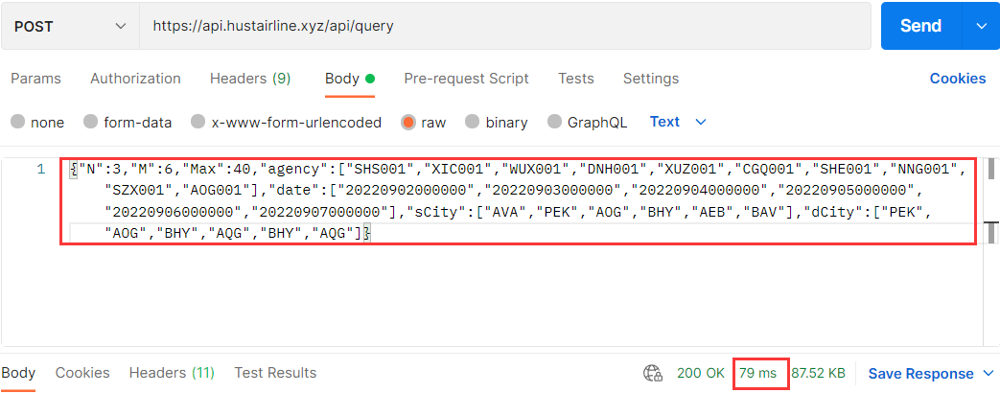 POST https://api.hustairline.xyz/api/query Send
Params Authorization Headers (9) Body Pre-request Script Tests Settings Cookies
none form-data x-www-form-urlencoded raw binary GraphQL Text
1 {"N":3,"M":6,"Max":40,"agency":["SHS001","XIC001","WUX001","DNH001","XUZ001","CGQ001","SHE001","NNG001",
"SZX001","AOG001"],"date":["20220902000000","20220903000000","20220904000000","20220905000000",
"20220906000000","20220907000000"],"sCity":["AVA","PEK","AOG","BHY","AEB","BAV"],"dCity":["PEK",
"AOG","BHY","AQG","BHY","AQG"]}
Body Cookies Headers (11) Test Results 200 OK 79 ms 87.52 KB Save Response